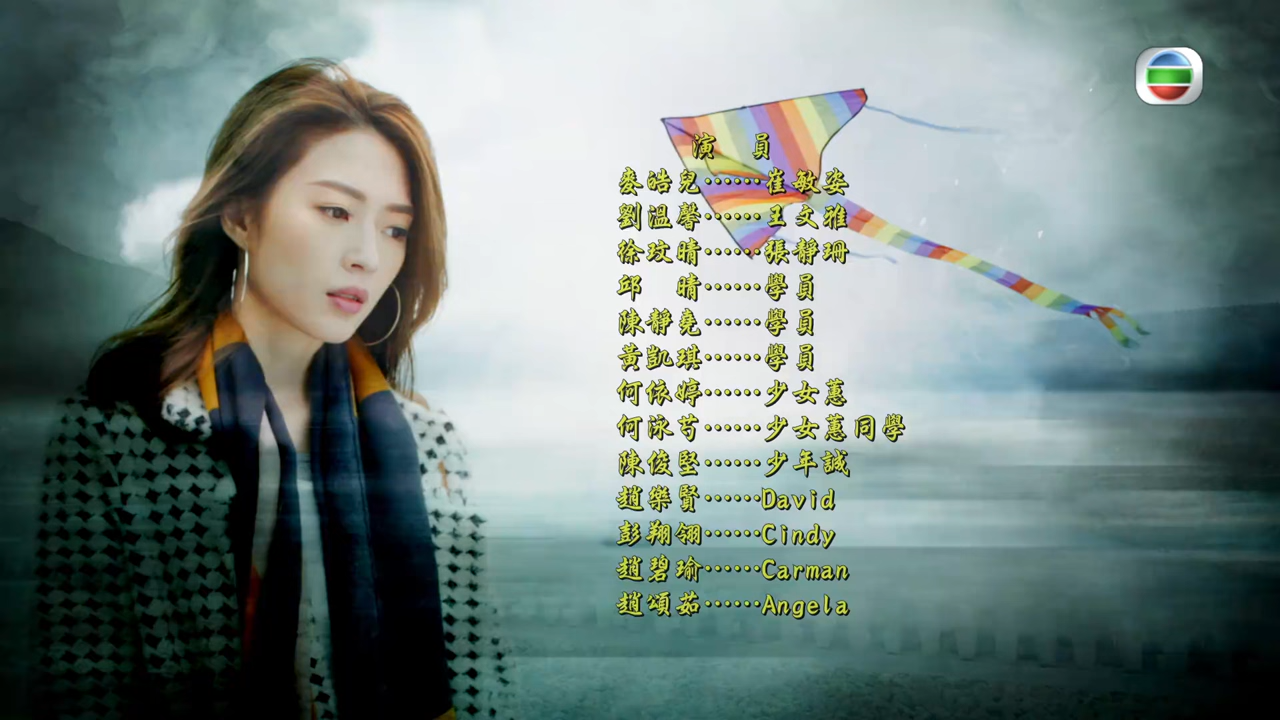 演 員
麥皓兒……崔敏姿
劉溫馨……王文雅
徐玟晴……張靜珊
邱 晴……學員
陳靜堯……學員
黃凱琪……學員
何依婷……少女蕙
何泳芍……少女蕙同學
陳俊堅……少年誠
趙樂賢……David
彭翔翎……Cindy
趙碧瑜……Carman
趙頌茹……Angela